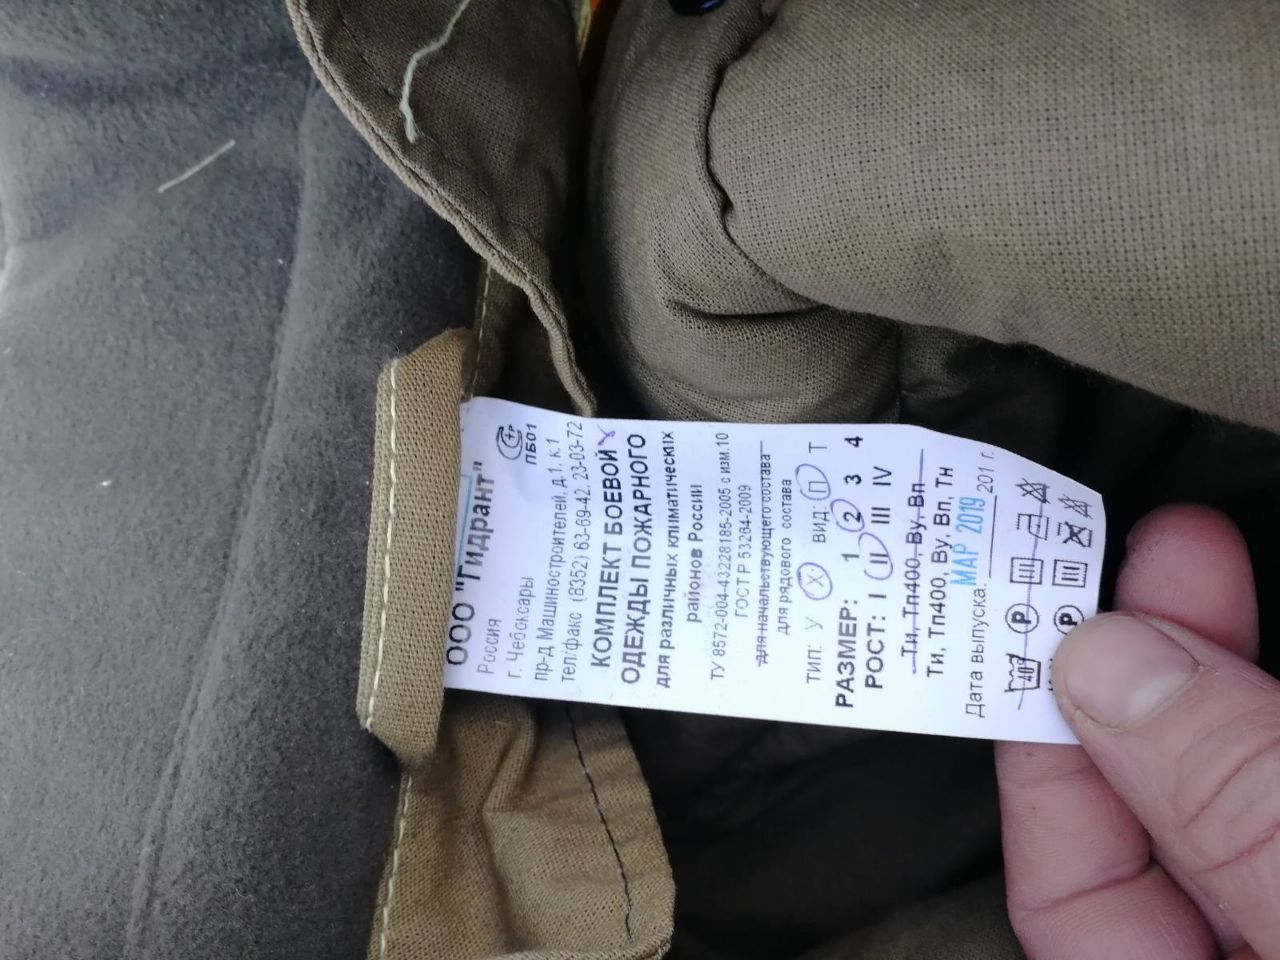 ООО "Гидрант"
Россия
г. Чебоксары
пр-д Машиностроителей, д.1. к.1
Тел./факс (8352) 63-69-42, 23-03-72
ПБ01
КОМПЛЕКТ БОЕВОЙ
ОДЕЖДЫ ПОЖАРНОГО
для различных климатических
районов России
ТУ 8572-004-43228185-2005 с изм.10
ГОСТ Р 53264-2009
для начальствующего состава
для рядового состава
ТИП: У Х ВИД: П Т
РАЗМЕР: 1 2 3 4
РОСТ: I II III IV
Ти, Тп400, Ву, Вп
Ти, Тп400, Ву, Вп, Тн
МАР 2019
Дата выпуска: 201 г.
40° P
P